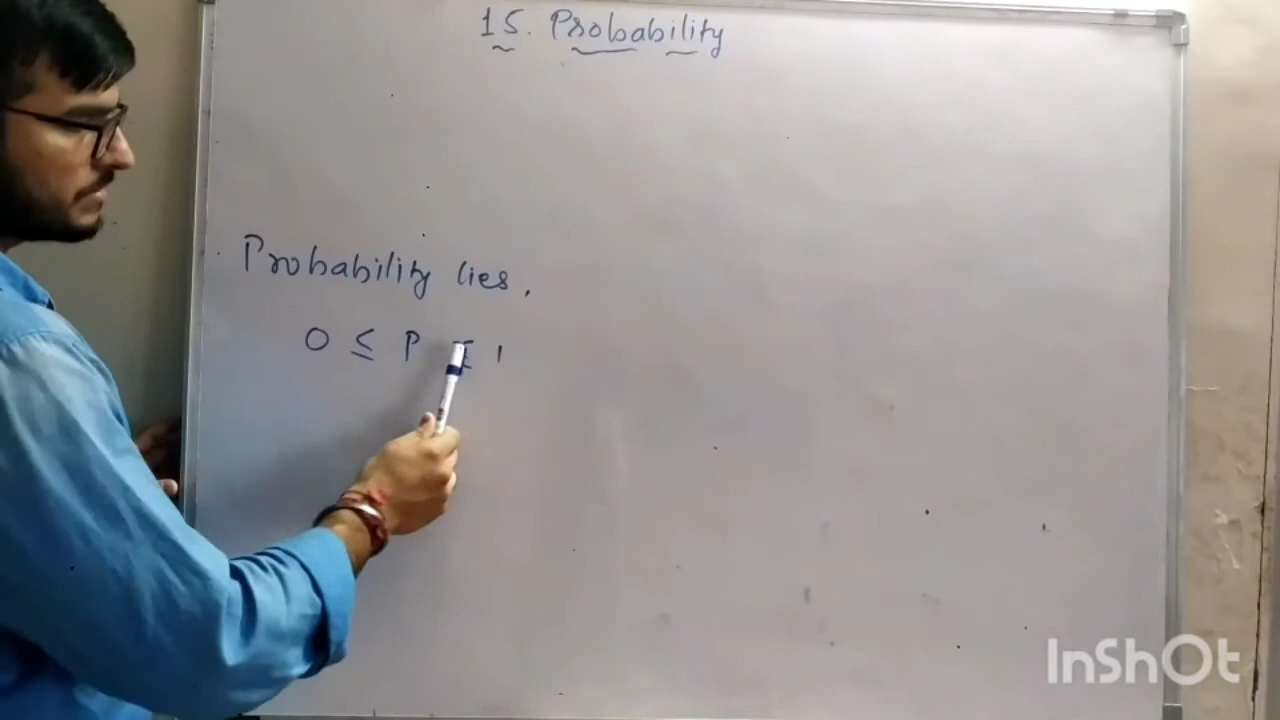 15. Probability
Probability lies,
0 ≤ P ≤ 1
InShOt